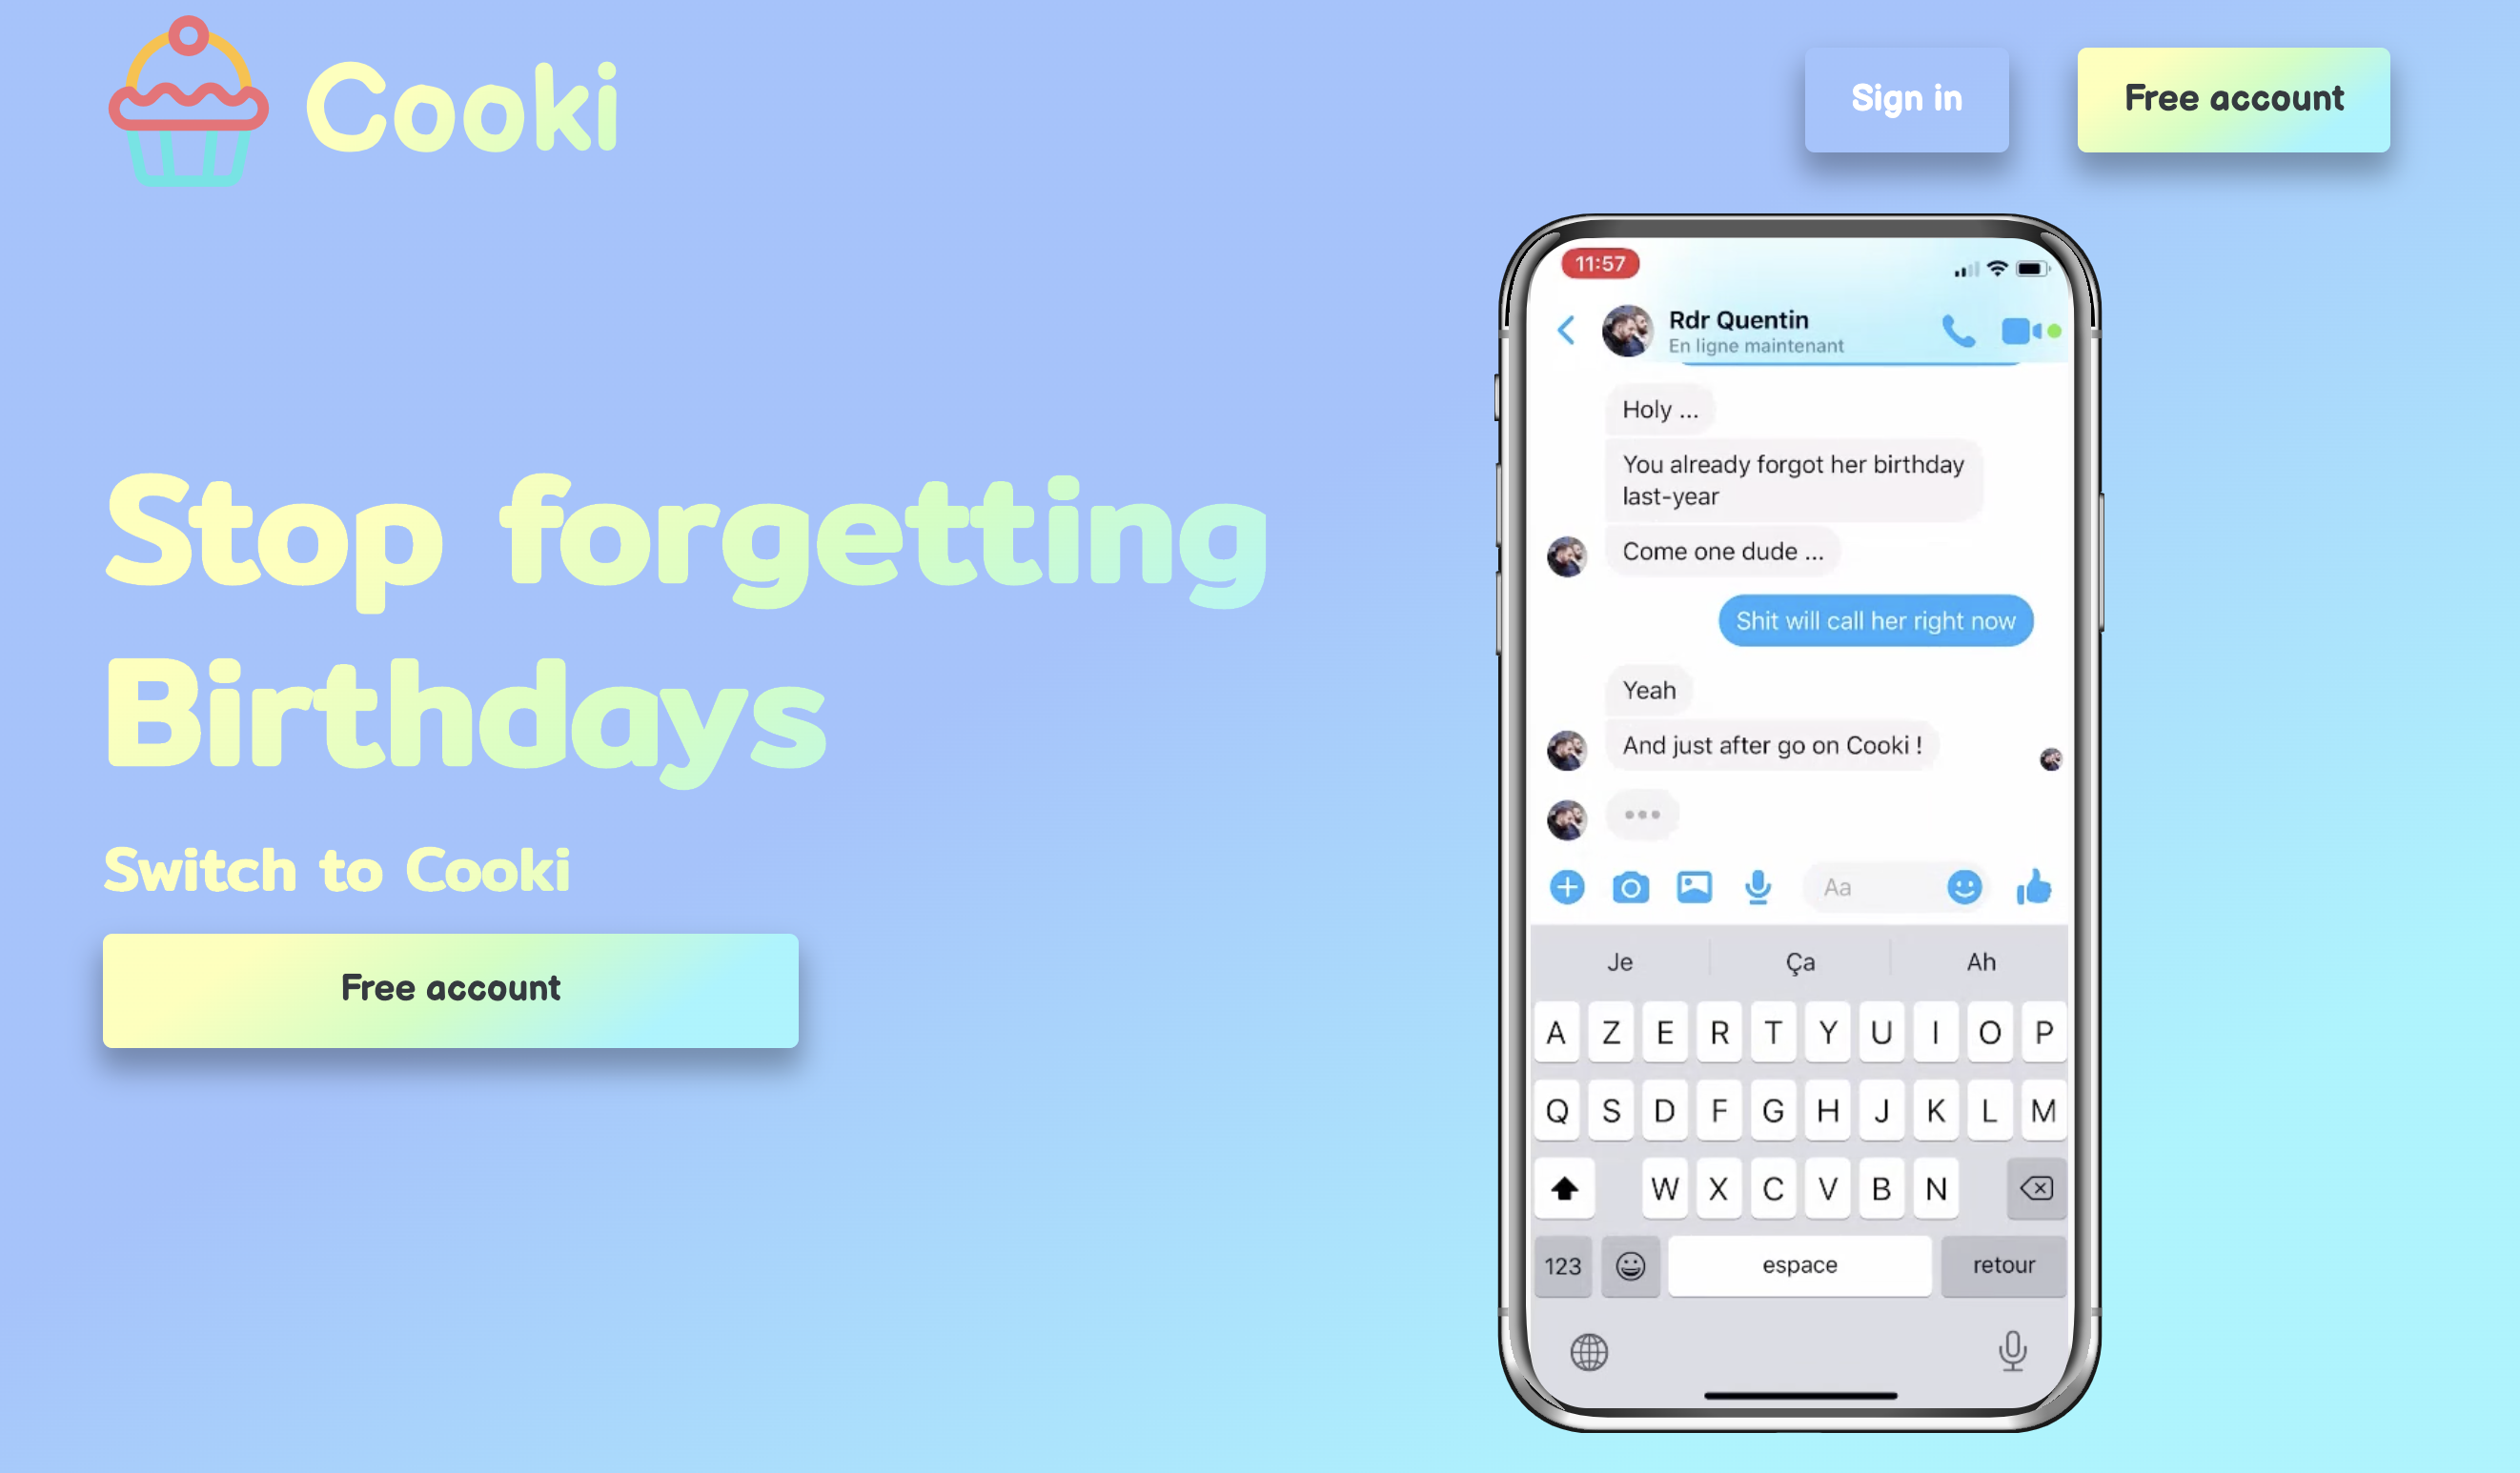 Cooki
Sign in
Free account
Stop forgetting
Birthdays
Switch to Cooki
Free account
11:57
Rdr Quentin
En ligne maintenant
Holy ...
You already forgot her birthday
last-year
Come one dude ...
Shit will call her right now
Yeah
And just after go on Cooki !
Aa
Je Ça Ah
A Z E R T Y U I O P
Q S D F G H J K L M
W X C V B N
123 espace retour